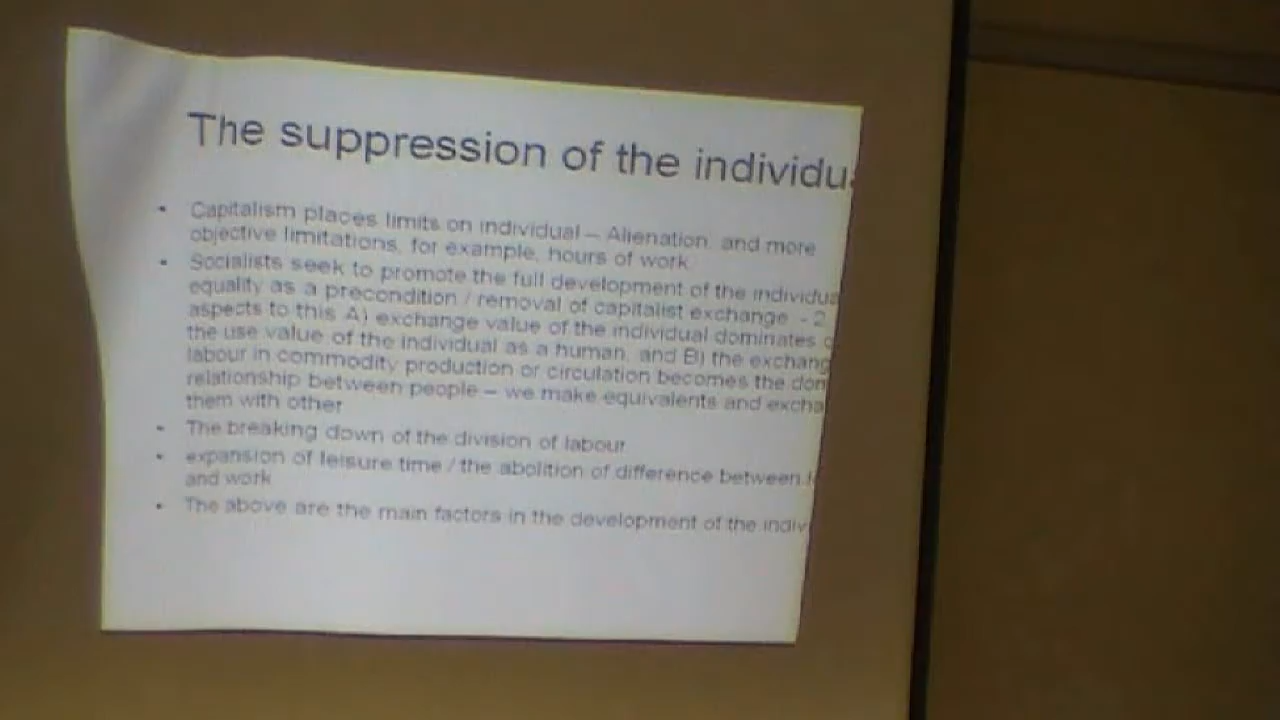 The suppression of the individua
• Capitalism places limits on individual – Alienation, and more
objective limitations, for example, hours of work
• Socialists seek to promote the full development of the individua
equality as a precondition / removal of capitalist exchange - 2
aspects to this A) exchange value of the individual dominates
the use value of the individual as a human, and B) the exchang
labour in commodity production or circulation becomes the dom
relationship between people – we make equivalents and excha
them with other
• The breaking down of the division of labour
• expansion of leisure time / the abolition of difference between
and work
• The above are the main factors in the development of the indiv